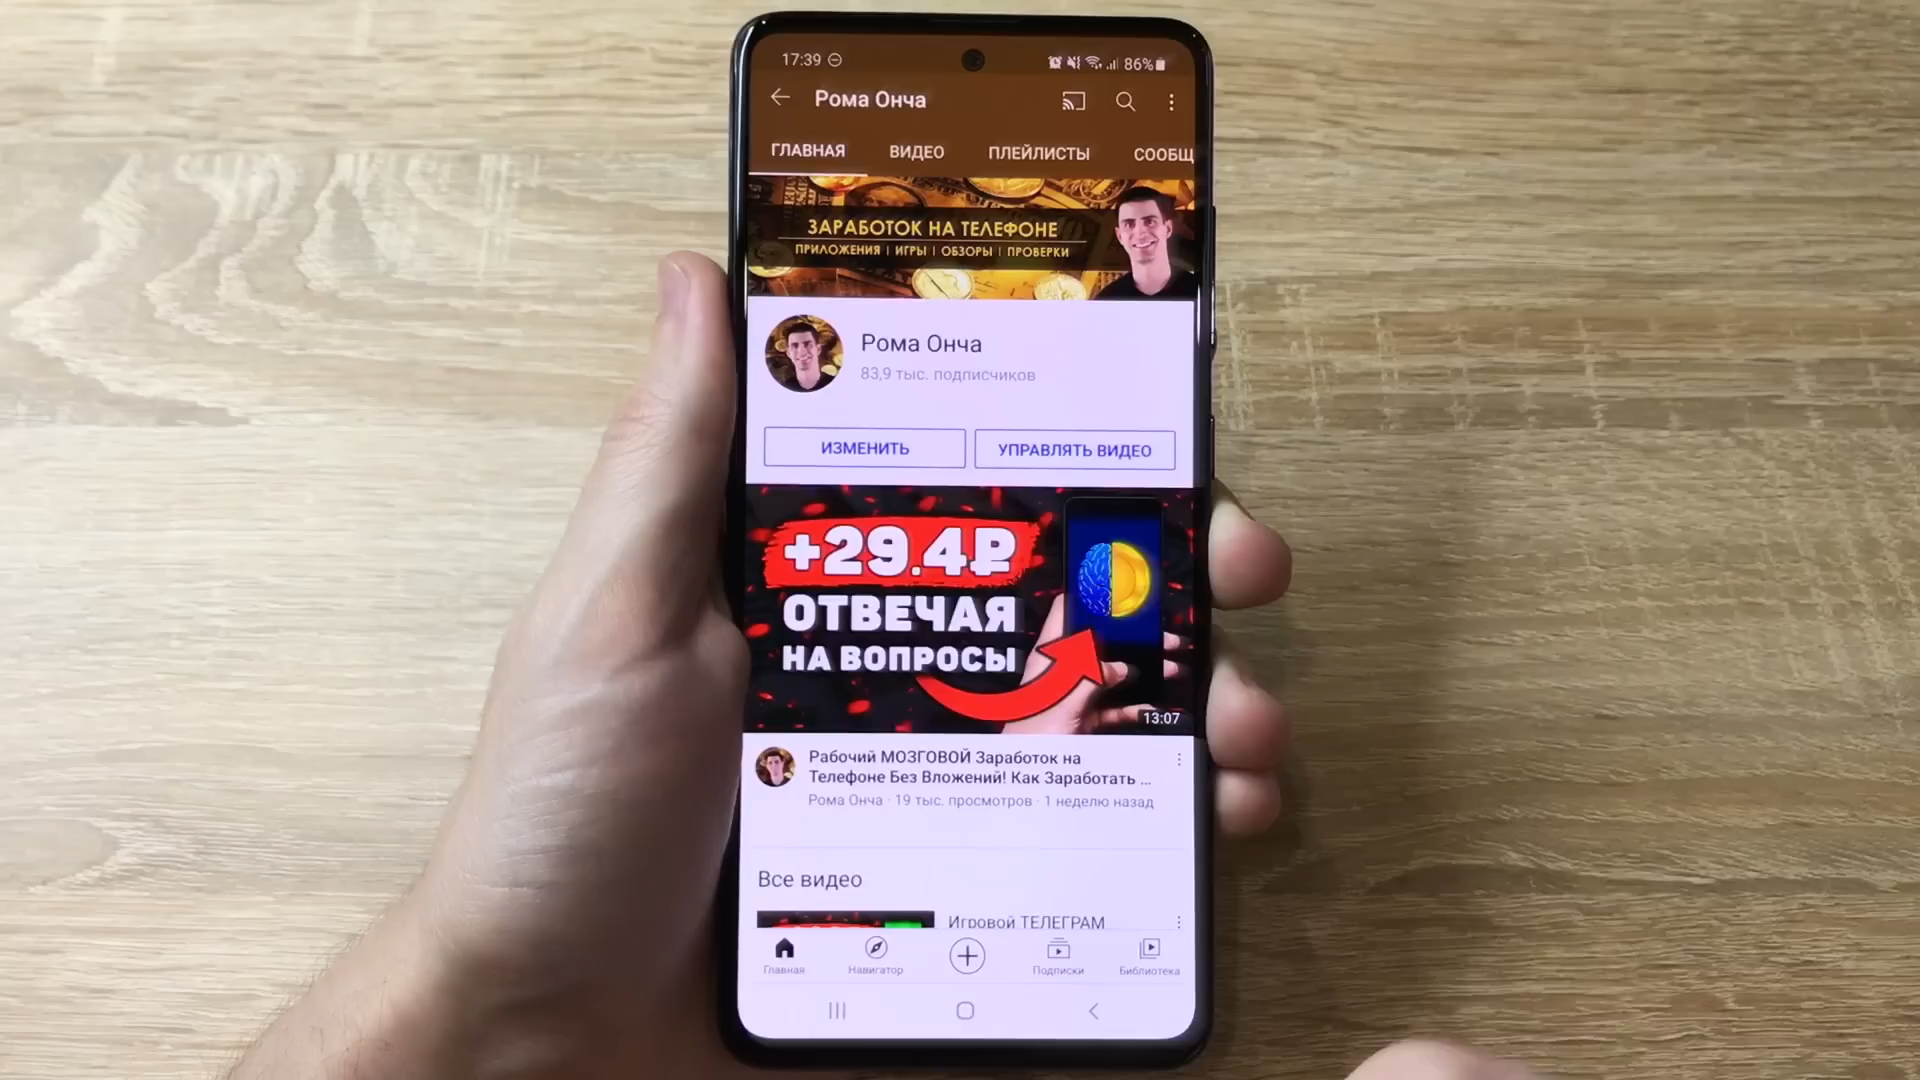 17:39
86%
Рома Онча
ГЛАВНАЯ ВИДЕО ПЛЕЙЛИСТЫ СООБЩ
ЗАРАБОТОК НА ТЕЛЕФОНЕ
ПРИЛОЖЕНИЯ | ИГРЫ | ОБЗОРЫ | ПРОВЕРКИ
Рома Онча
83,9 тыс. подписчиков
ИЗМЕНИТЬ УПРАВЛЯТЬ ВИДЕО
+29.4₽
ОТВЕЧАЯ
НА ВОПРОСЫ
13:07
Рабочий МОЗГОВОЙ Заработок на
Телефоне Без Вложений! Как Заработать ...
Рома Онча · 19 тыс. просмотров · 1 неделю назад
Все видео
Игровой ТЕЛЕГРАМ
Главная Навигатор Подписки Библиотека